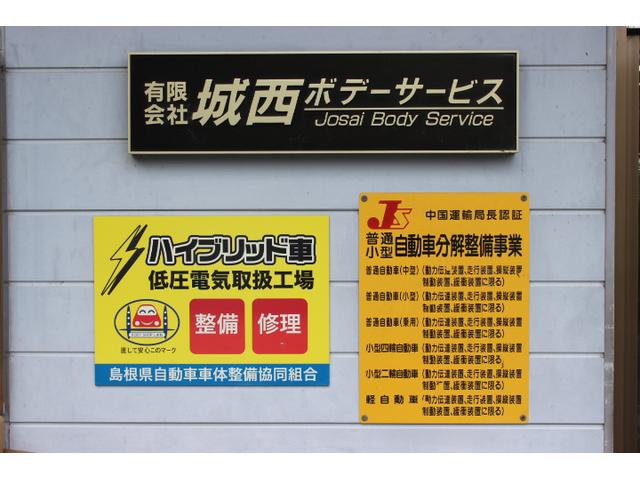 有限会社 城西ボデーサービス
Josai Body Service
ハイブリッド車
低圧電気取扱工場
整備 修理
直して安心このマーク
島根県自動車車体整備協同組合
JS 中国運輸局長認証
普通小型 自動車分解整備事業
普通自動車(中型) (動力伝達装置、走行装置、操縦装置
制動装置、緩衝装置に限る)
普通自動車(小型) (動力伝達装置、走行装置、操縦装置
制動装置、緩衝装置に限る)
普通自動車(乗用) (動力伝達装置、走行装置、操縦装置
制動装置、緩衝装置に限る)
小型四輪自動車 (動力伝達装置、走行装置、操縦装置
制動装置、緩衝装置に限る)
小型二輪自動車 (動力伝達装置、走行装置、操縦装置
制動装置、緩衝装置に限る)
軽自動車 (動力伝達装置、走行装置、操縦装置
制動装置、緩衝装置に限る)